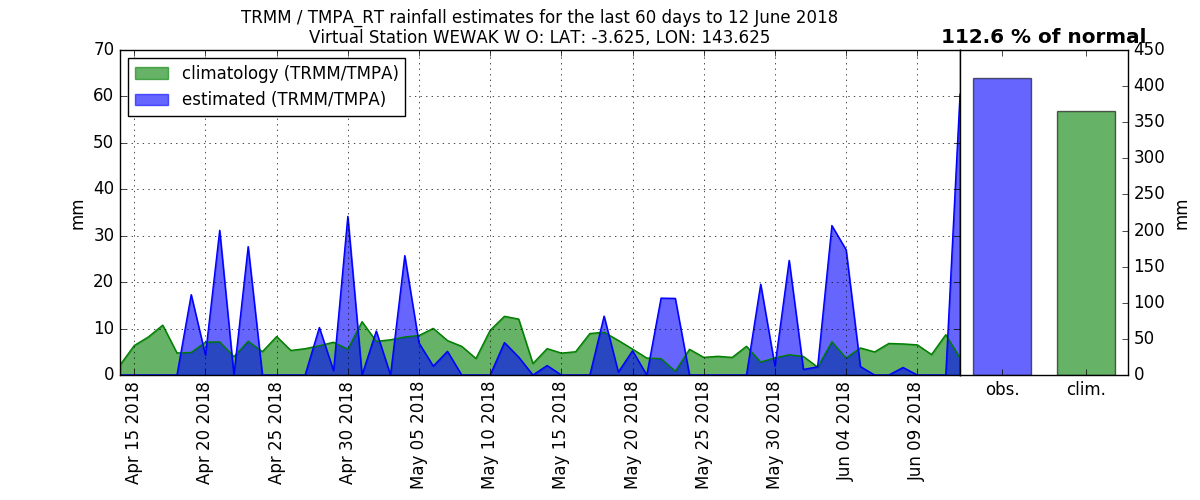 TRMM / TMPA_RT rainfall estimates for the last 60 days to 12 June 2018
Virtual Station WEWAK W O: LAT: -3.625, LON: 143.625
112.6 % of normal
climatology (TRMM/TMPA)
estimated (TRMM/TMPA)
mm
70
60
50
40
30
20
10
0
Apr 15 2018
Apr 20 2018
Apr 25 2018
Apr 30 2018
May 05 2018
May 10 2018
May 15 2018
May 20 2018
May 25 2018
May 30 2018
Jun 04 2018
Jun 09 2018
450
400
350
300
250
200
150
100
50
0
mm
obs.
clim.